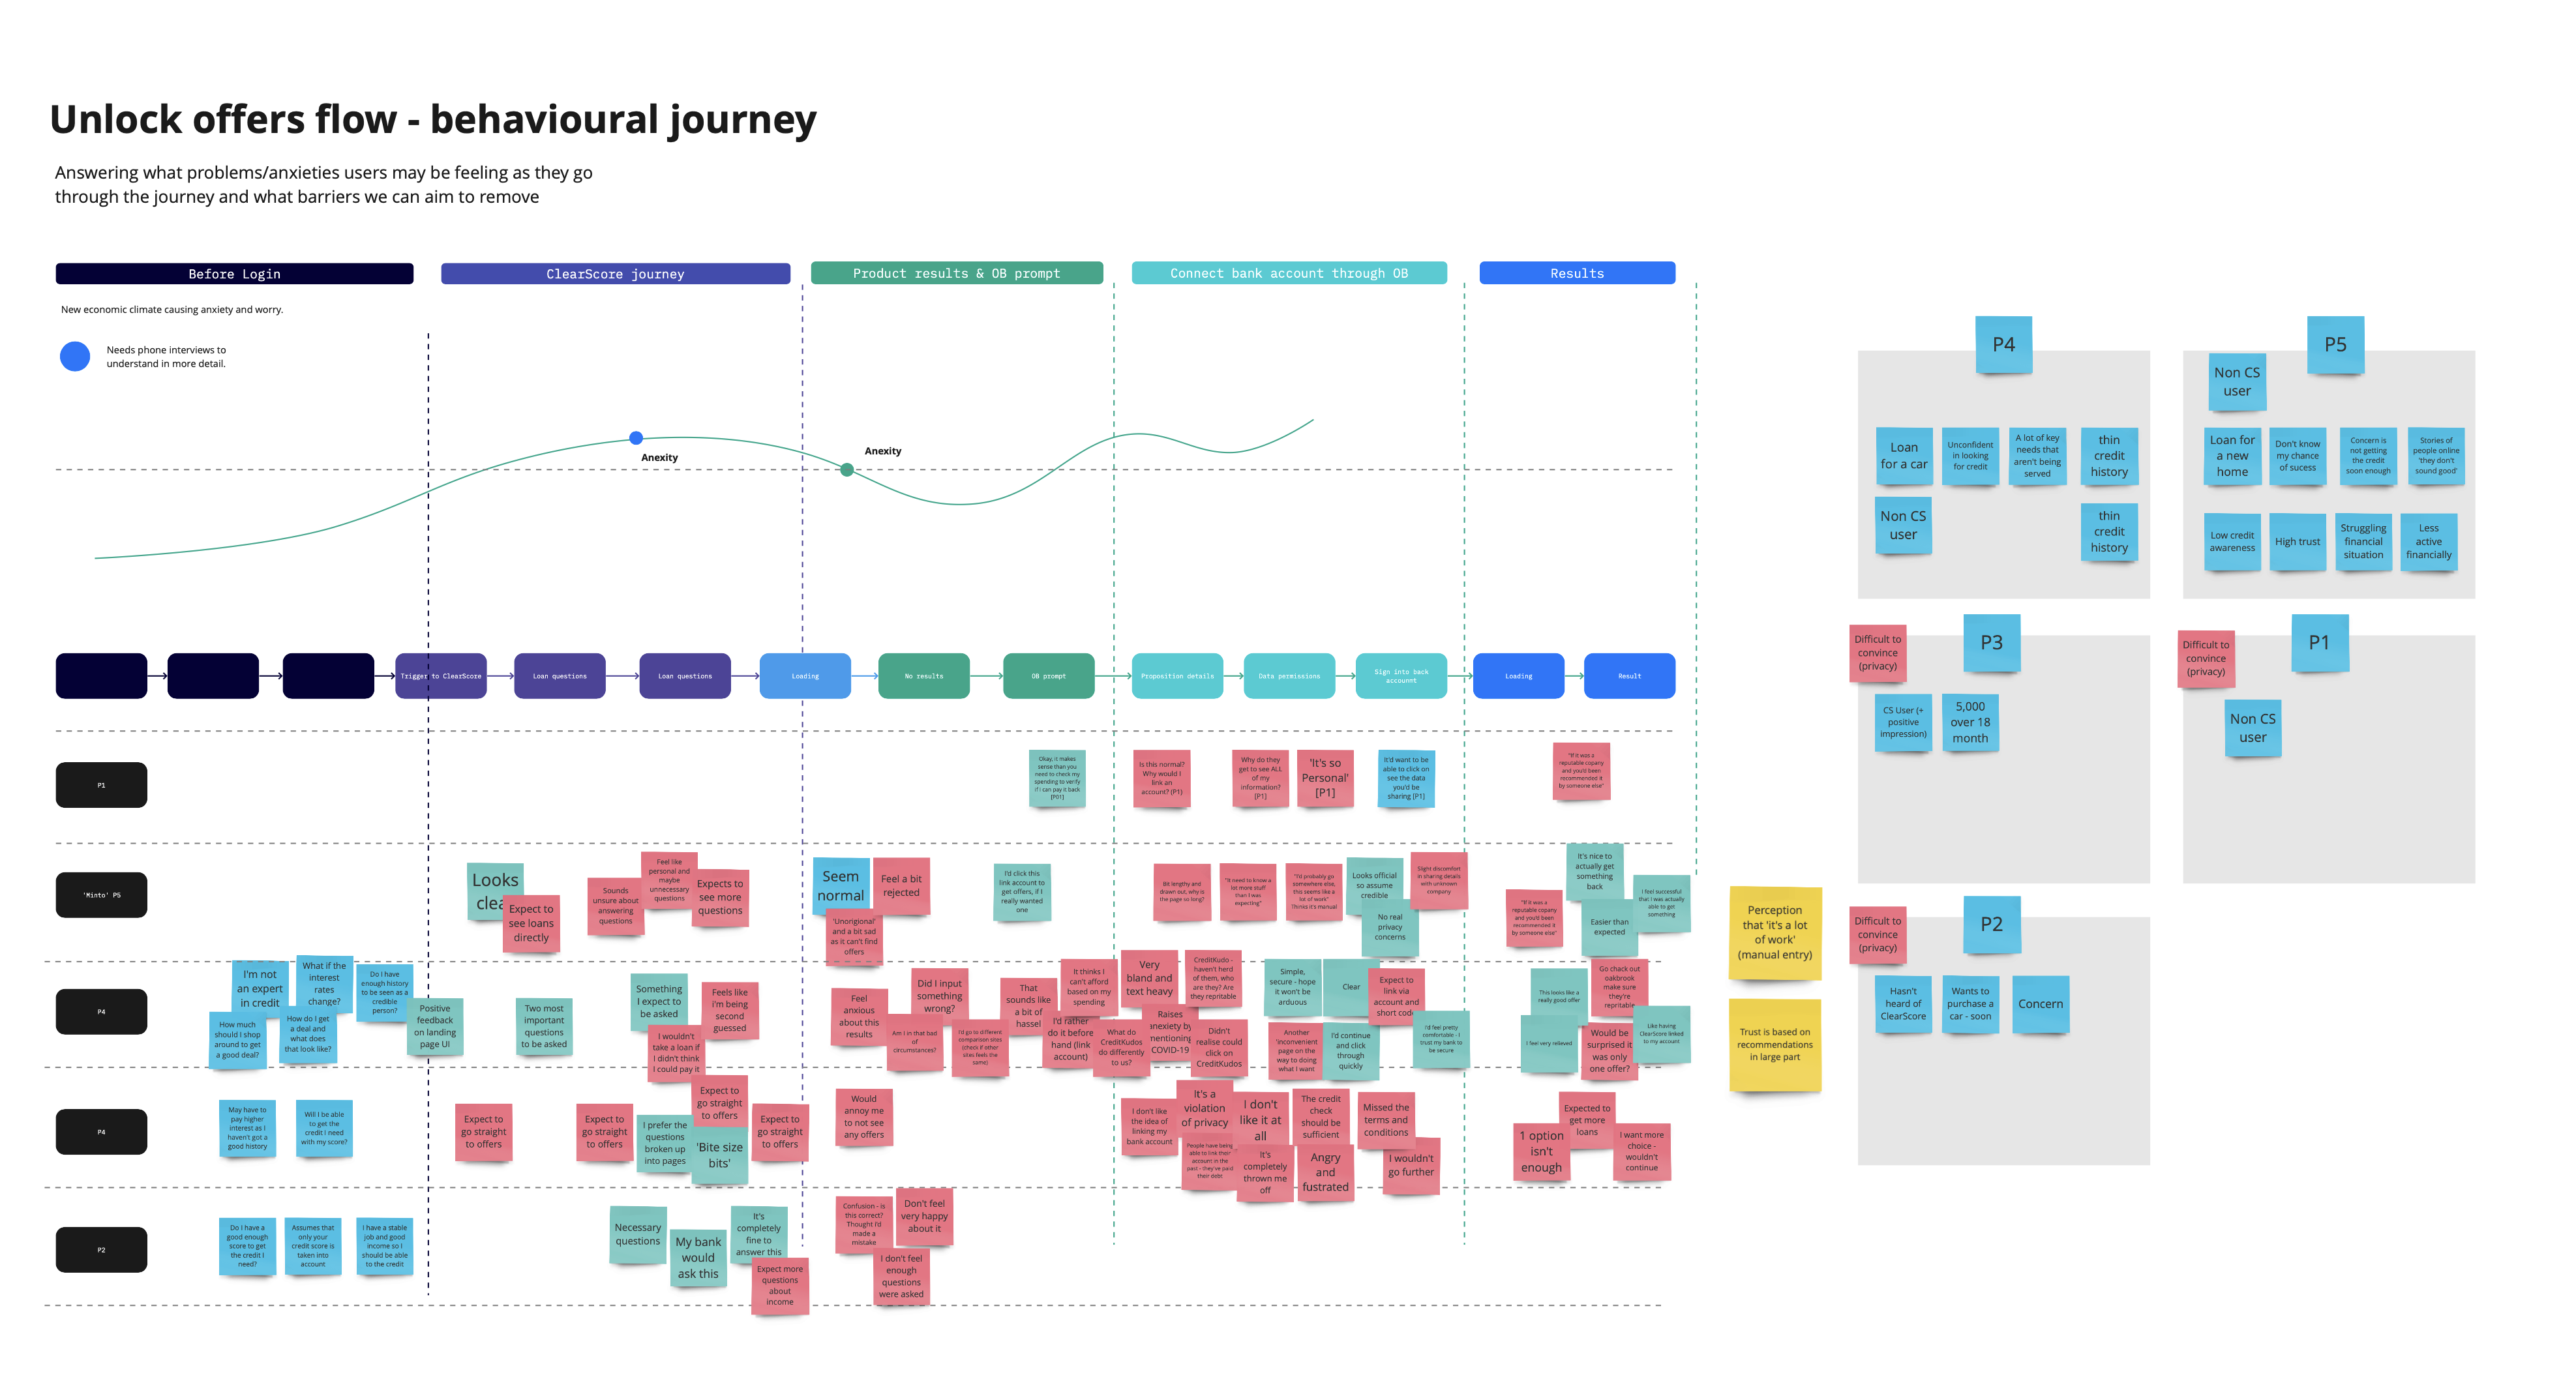 Unlock offers flow - behavioural journey
Answering what problems/anxieties users may be feeling as they go
through the journey and what barriers we can aim to remove
Before Login
ClearScore journey
Product results & OB prompt
Connect bank account through OB
Results
New economic climate causing anxiety and worry.
Needs phone interviews to
understand in more detail.
Anexity
Anexity
Trigger to ClearScore
Loan questions
Loan questions
Loading
No results
OB prompt
Proposition details
Data permissions
Sign into back
account
Loading
Result
P1
Okay, it makes
sense than you
need to check my
spending to verify
if i can pay it back
[P01]
Is this normal?
Why would I
link an
account? (P1)
Why do they
get to see ALL
of my
information?
[P1]
'It's so
Personal'
[P1]
It'd want to be
able to click on
see the data
you'd be
sharing [P1]
"If it was a
reputable copany
and you'd been
recommended it
by someone else"
'Minto' P5
Looks
clea
Expect to
see loans
directly
Sounds
unsure about
answering
questions
Feel like
personal and
maybe
unnecessary
questions
Expects to
see more
questions
Seem
normal
Feel a bit
rejected
'Unorigional'
and a bit sad
as it can't find
offers
I'd click this
link account to
get offers, if I
really wanted
one
Bit lengthy and
drawn out, why is
the page so long?
"it need to know a
lot more stuff
than I was
expecting"
"I'd probably go
somewhere else,
this seems like a
lot of work"
Thinks it's manual
Looks official
so assume
credible
No real
privacy
concerns
Slight discomfort
in sharing details
with unknown
company
"If it was a
reputable copany
and you'd been
recommended it
by someone else"
It's nice to
actually get
something
back
Easier than
expected
I feel successful
that I was actually
able to get
something
P4
I'm not
an expert
in credit
What if the
interest
rates
change?
Do I have
enough history
to be seen as a
credible
person?
How much
should I shop
around to get
a good deal?
How do I get
a deal and
what does
that look like?
Positive
feedback
on landing
page UI
Two most
important
questions
to be asked
Something
I expect to
be asked
Feels like
i'm being
second
guessed
I wouldn't
take a loan if
I didn't think
I could pay it
Feel
anxious
about this
results
Did I input
something
wrong?
Am I in that bad
of
circumstances?
I'd go to different
comparison sites
(check if other
sites feels the
same)
That
sounds like
a bit of
hassel
It thinks I
can't afford
based on my
spending
I'd rather
do it before
hand (link
account)
Very
bland and
text heavy
CreditKudo -
haven't herd
of them, who
are they? Are
they repritable
What do
CreditKudos
do differently
to us?
Raises
anexiety by
mentioning
COVID-19
Didn't
realise could
click on
CreditKudos
Simple,
secure - hope
it won't be
arduous
Clear
Expect to
link via
account and
short code
Another
'inconvenient
page on the
way to doing
what I want
I'd continue
and click
through
quickly
I'd feel pretty
comfortable - I
trust my bank to
be secure
This looks like a
really good offer
Go chack out
oakbrook
make sure
they're
repritable
I feel very relieved
Would be
surprised it
was only
one offer?
Like having
ClearScore linked
to my account
P4
May have to
pay higher
interest as I
haven't got a
good history
Will I be able
to get the
credit I need
with my score?
Expect to
go straight
to offers
Expect to
go straight
to offers
I prefer the
questions
broken up
into pages
Expect to
go straight
to offers
'Bite size
bits'
Expect to
go straight
to offers
Would
annoy me
to not see
any offers
I don't like
the idea of
linking my
bank account
It's a
violation
of privacy
People have being
able to link their
account in the
past - they've paid
their debt
I don't
like it at
all
It's
completely
thrown me
off
The credit
check
should be
sufficient
Angry
and
fustrated
Missed the
terms and
conditions
I wouldn't
go further
Expected to
get more
loans
1 option
isn't
enough
I want more
choice -
wouldn't
continue
P2
Do I have a
good enough
score to get
the credit I
need?
Assumes that
only your
credit score is
taken into
account
I have a stable
job and good
income so I
should be able
to the credit
Necessary
questions
My bank
would
ask this
It's
completely
fine to
answer this
Expect more
questions
about
income
Confusion - is
this correct?
Thought I'd
made a
mistake
Don't feel
very happy
about it
I don't feel
enough
questions
were asked
Perception
that 'it's a lot
of work'
(manual entry)
Trust is based on
recommendations
in large part
P4
Loan
for a car
Unconfident
in looking
for credit
A lot of key
needs that
aren't being
served
thin
credit
history
Non CS
user
thin
credit
history
P5
Non CS
user
Loan for
a new
home
Don't know
my chance
of sucess
Concern is
not getting
the credit
soon enough
Stories of
people online
'they don't
sound good'
Low credit
awareness
High trust
Struggling
financial
situation
Less
active
financially
P3
Difficult to
convince
(privacy)
CS User (+
positive
impression)
5,000
over 18
month
P1
Difficult to
convince
(privacy)
Non CS
user
P2
Difficult to
convince
(privacy)
Hasn't
heard of
ClearScore
Wants to
purchase a
car - soon
Concern